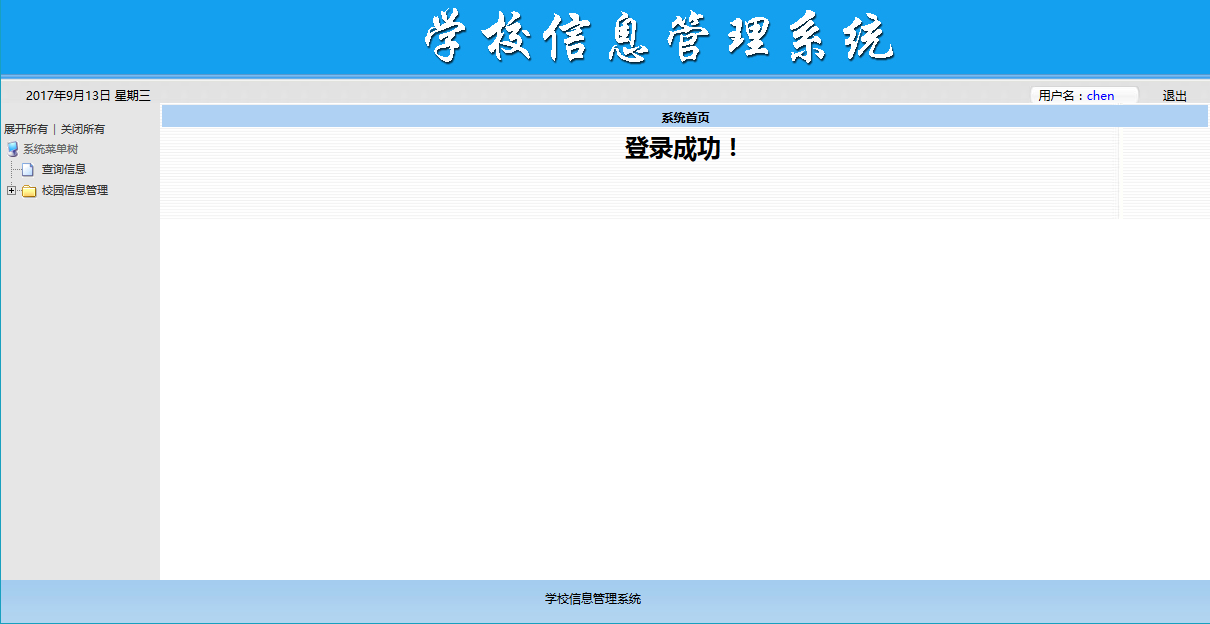 学校信息管理系统
2017年9月13日 星期三
用户名：chen
退出
展开所有 | 关闭所有
系统菜单树
查询信息
校园信息管理
系统首页
登录成功！
学校信息管理系统